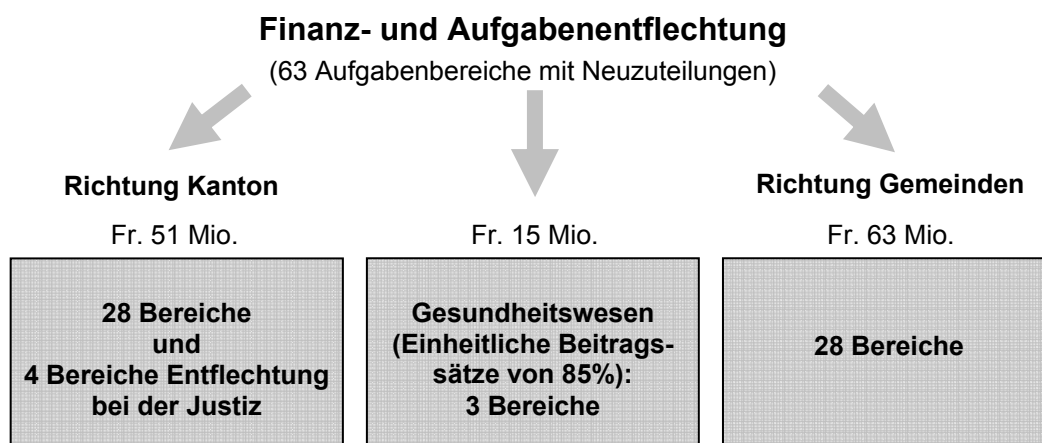 Finanz- und Aufgabenentflechtung
(63 Aufgabenbereiche mit Neuzuteilungen)
Richtung Kanton
Fr. 51 Mio.
28 Bereiche
und
4 Bereiche Entflechtung
bei der Justiz
Fr. 15 Mio.
Gesundheitswesen
(Einheitliche Beitrags-
sätze von 85%):
3 Bereiche
Richtung Gemeinden
Fr. 63 Mio.
28 Bereiche